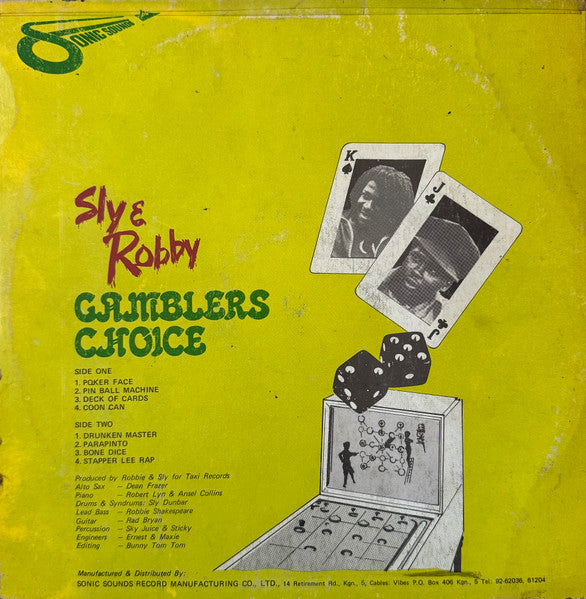 SONIC SOUNDS
K
J
Sly &
Robby
GAMBLERS
CHOICE
SIDE ONE
1. POKER FACE
2. PIN BALL MACHINE
3. DECK OF CARDS
4. COON CAN
SIDE TWO
1. DRUNKEN MASTER
2. PARAPINTO
3. BONE DICE
4. STAPPER LEE RAP
Produced by Robbie & Sly for Taxi Records
Alto Sax — Dean Frazer
Piano — Robert Lyn & Ansel Collins
Drums & Syndrums: Sly Dunbar
Lead Bass — Robbie Shakespeare
Guitar — Rad Bryan
Percussion — Sky Juice & Sticky
Engineers — Ernest & Maxie
Editing — Bunny Tom Tom
Manufactured & Distributed By:
SONIC SOUNDS RECORD MANUFACTURING CO., LTD., 14 Retirement Rd., Kgn., 5, Cables: Vibes P.O. Box 406 Kgn., 5 Tel: 92-62036, 61204